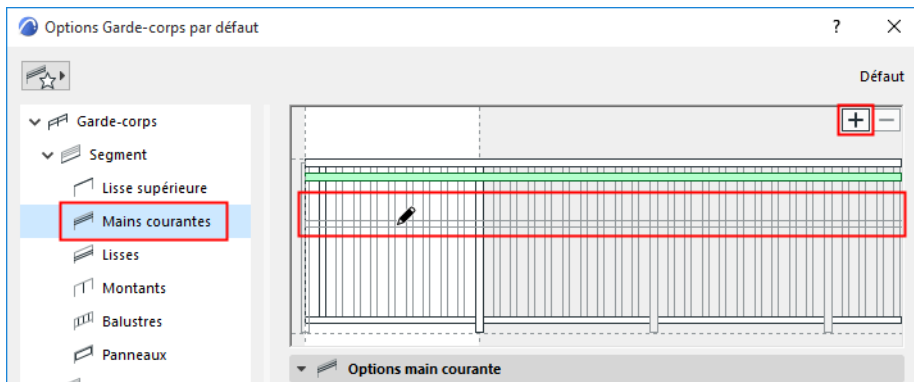 Options Garde-corps par défaut
Défaut
Garde-corps
Segment
Lisse supérieure
Mains courantes
Lisses
Montants
Balustres
Panneaux
Options main courante